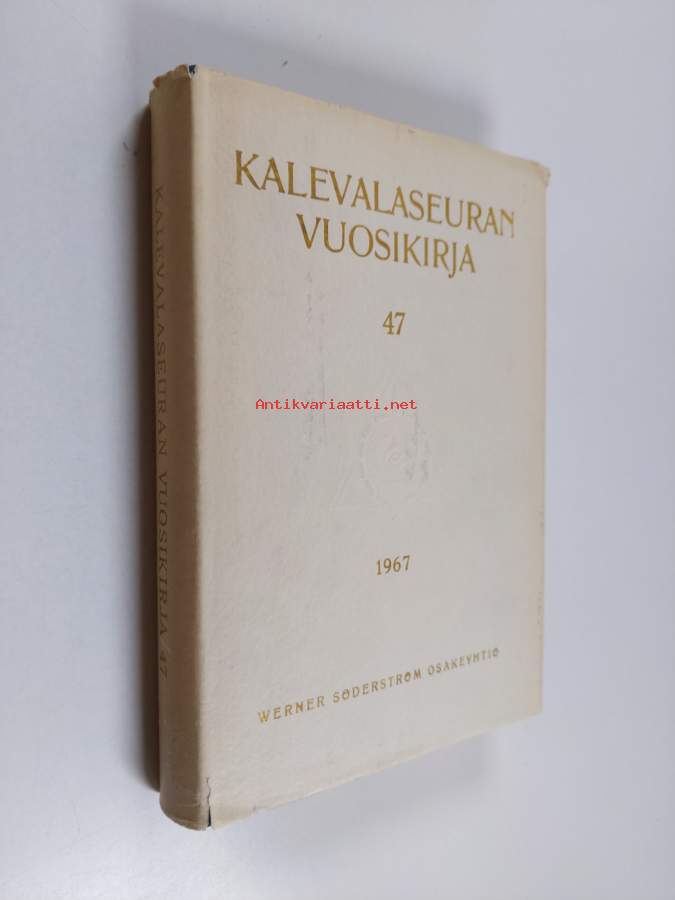 KALEVALASEURAN
VUOSIKIRJA
47
Antikvariaatti.net
1967
WERNER SÖDERSTRÖM OSAKEYHTIÖ
KALEVALASEURAN VUOSIKIRJA 47